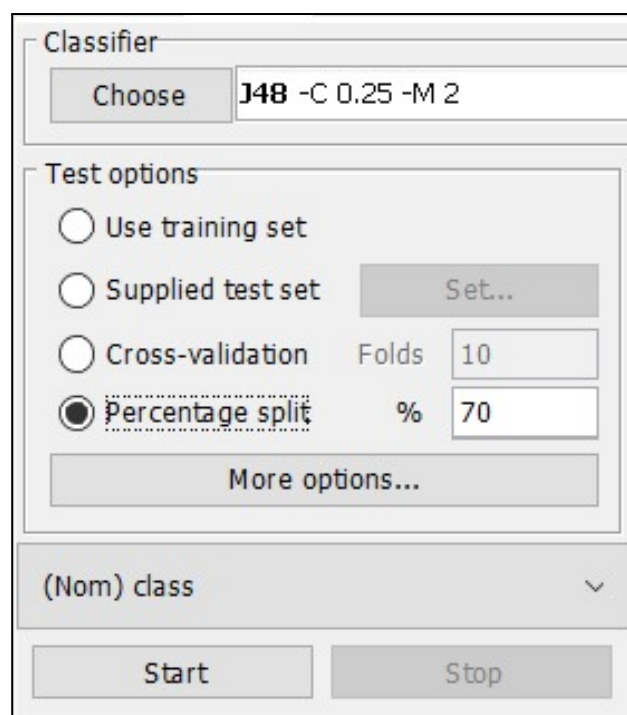 Classifier
Choose J48 -C 0.25 -M 2
Test options
Use training set
Supplied test set Set...
Cross-validation Folds 10
Percentage split % 70
More options...
(Nom) class
Start Stop